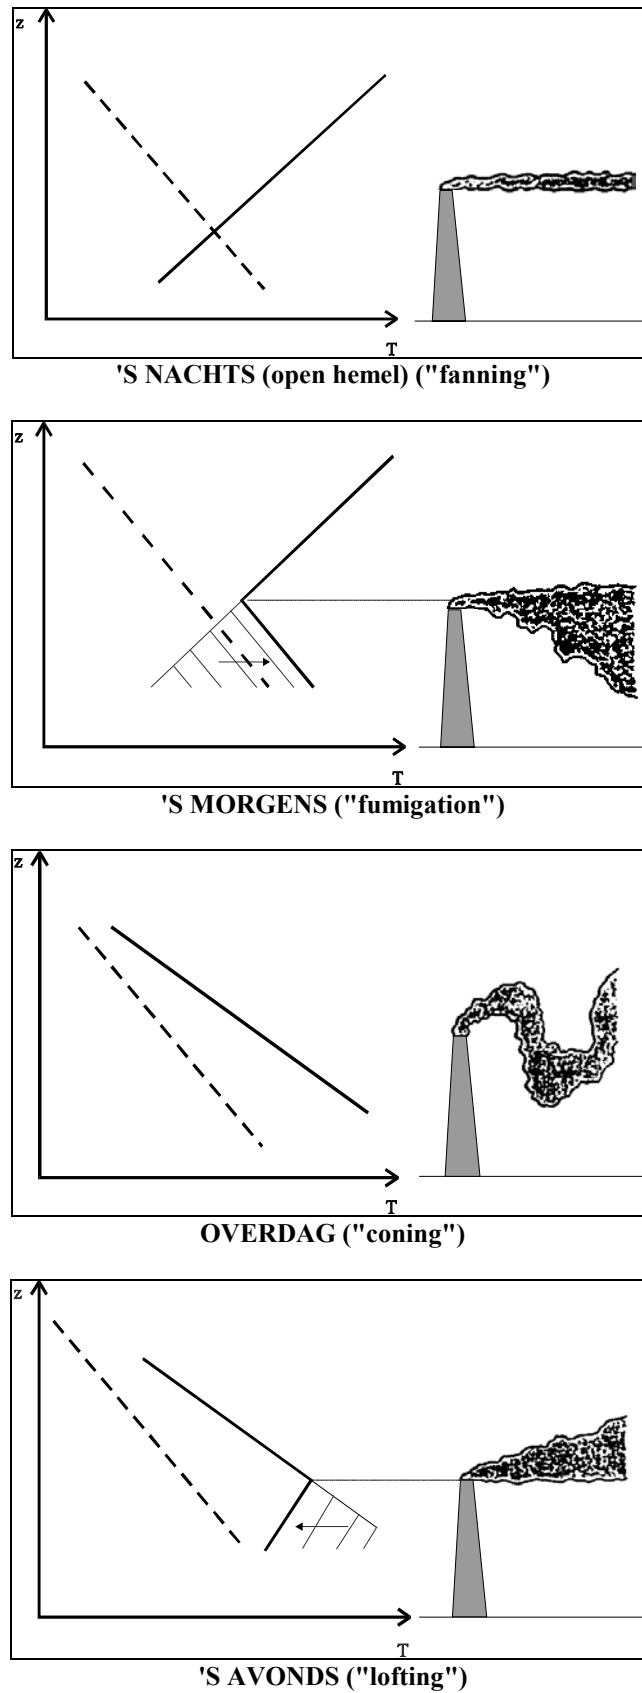 z
T
'S NACHTS (open hemel) ("fanning")
z
T
'S MORGENS ("fumigation")
z
T
OVERDAG ("coning")
z
T
'S AVONDS ("lofting")